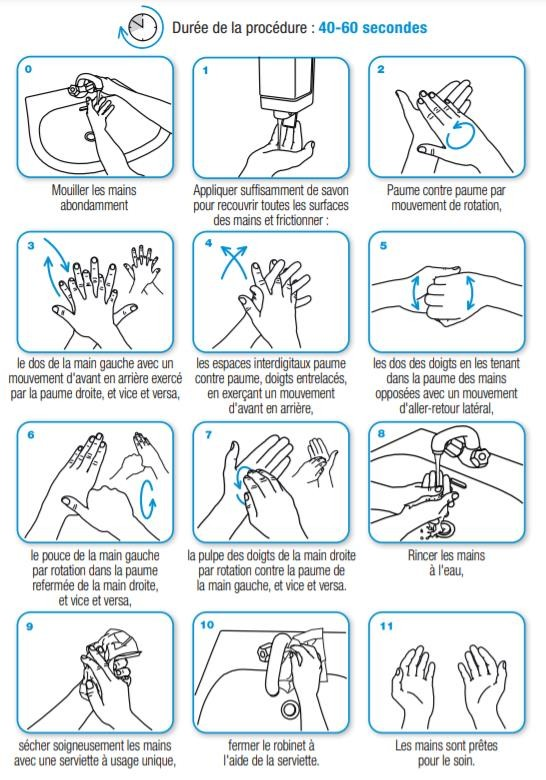 Durée de la procédure : 40-60 secondes
0
Mouiller les mains
abondamment
1
Appliquer suffisamment de savon
pour recouvrir toutes les surfaces
des mains et frictionner :
2
Paume contre paume par
mouvement de rotation,
3
le dos de la main gauche avec un
mouvement d'avant en arrière exercé
par la paume droite, et vice et versa,
4
les espaces interdigitaux paume
contre paume, doigts entrelacés,
en exerçant un mouvement
d'avant en arrière,
5
les dos des doigts en les tenant
dans la paume des mains
opposées avec un mouvement
d'aller-retour latéral,
6
le pouce de la main gauche
par rotation dans la paume
refermée de la main droite,
et vice et versa,
7
la pulpe des doigts de la main droite
par rotation contre la paume de
la main gauche, et vice et versa.
8
Rincer les mains
à l'eau,
9
sécher soigneusement les mains
avec une serviette à usage unique,
10
fermer le robinet à
l'aide de la serviette.
11
Les mains sont prêtes
pour le soin.